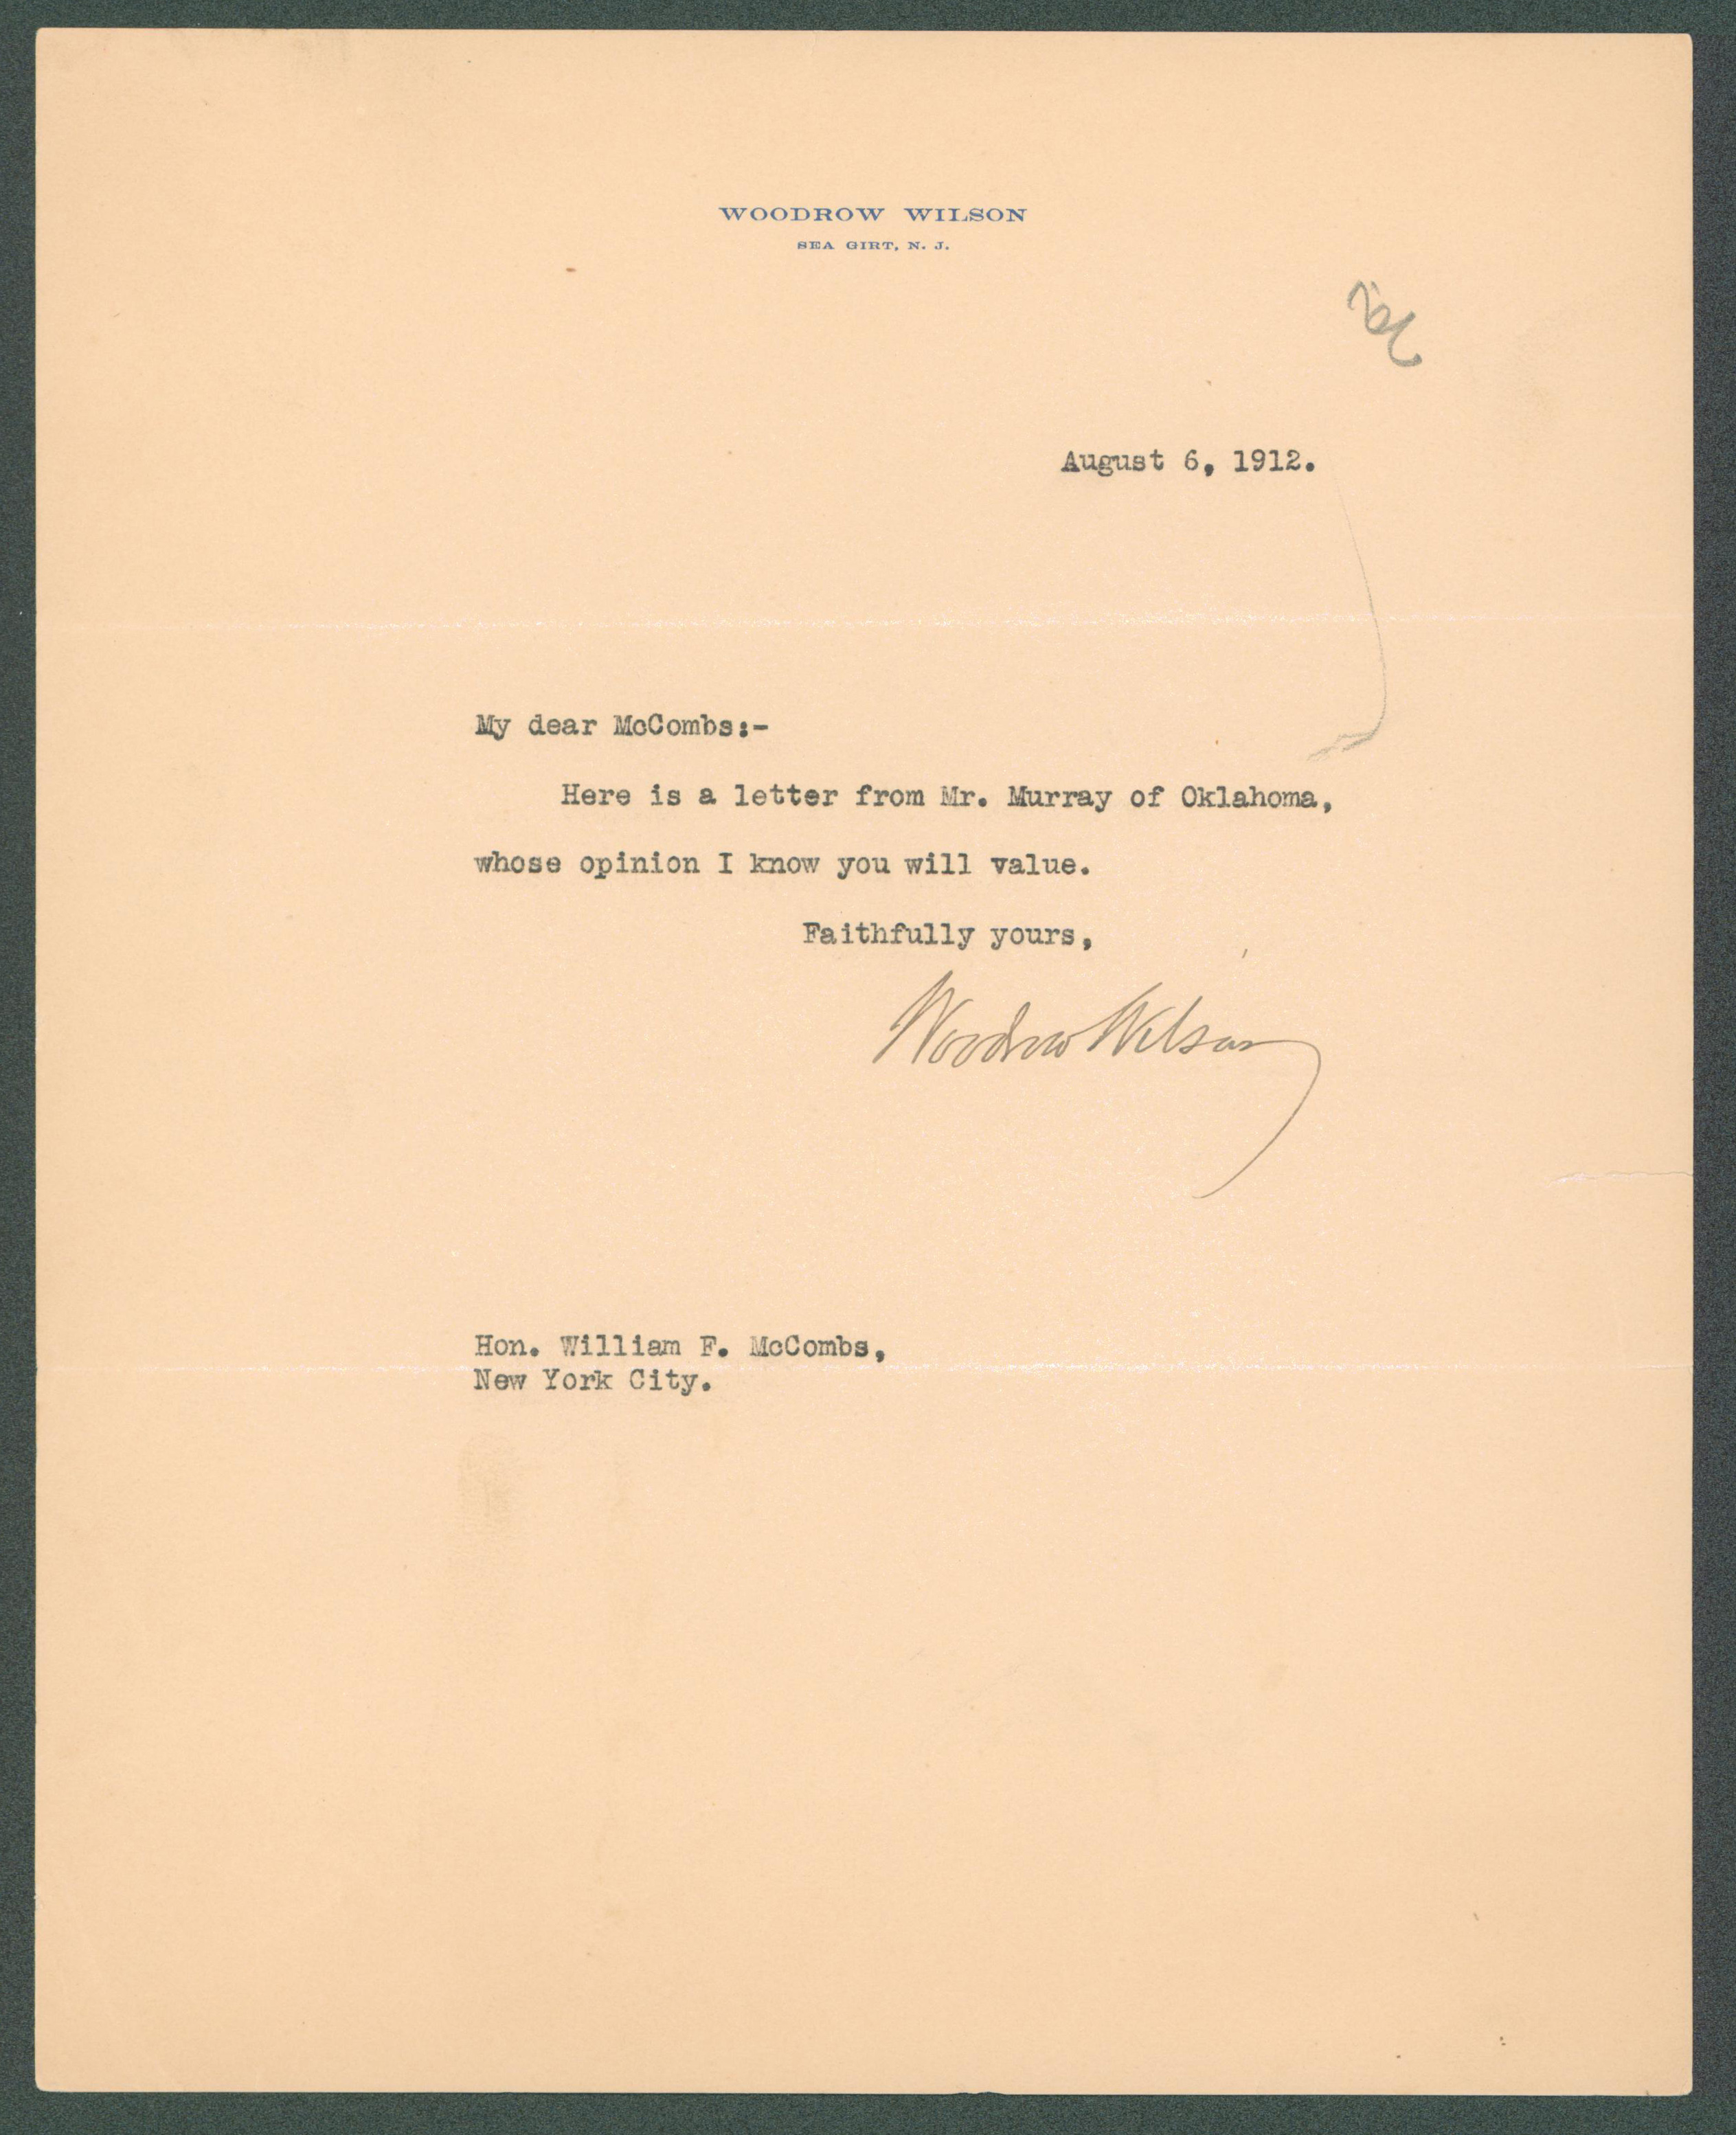 WOODROW WILSON
SEA GIRT, N. J.
August 6, 1912.
My dear McCombs:-
Here is a letter from Mr. Murray of Oklahoma,
whose opinion I know you will value.
Faithfully yours,
Woodrow Wilson
Hon. William F. McCombs,
New York City.